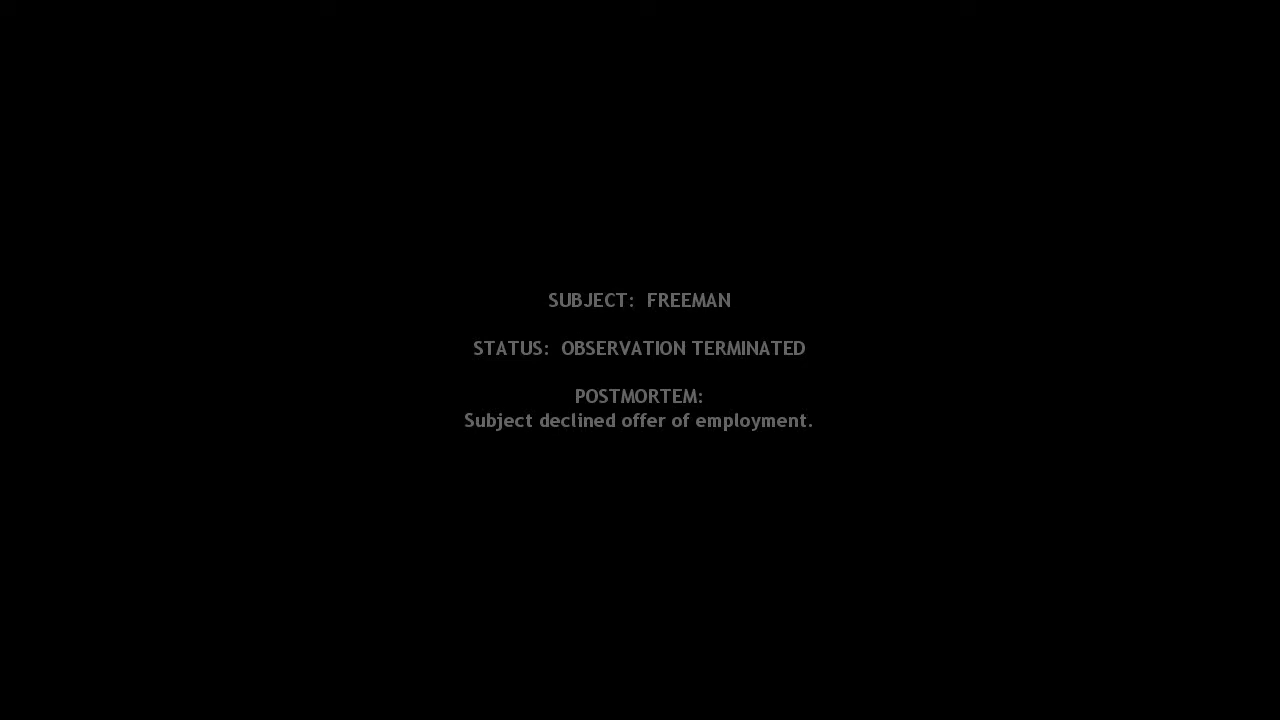 SUBJECT:  FREEMAN
STATUS:  OBSERVATION TERMINATED
POSTMORTEM:
Subject declined offer of employment.